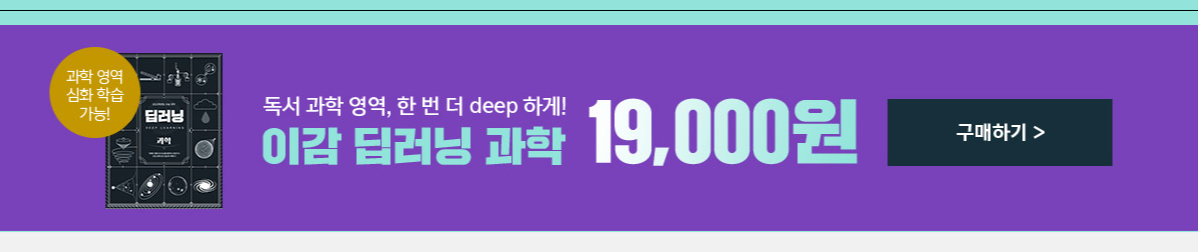 과학 영역
심화 학습
가능!
딥러닝
DEEP LEARNING
과학
독서 과학 영역, 한 번 더 deep 하게!
이감 딥러닝 과학
19,000원
구매하기 >